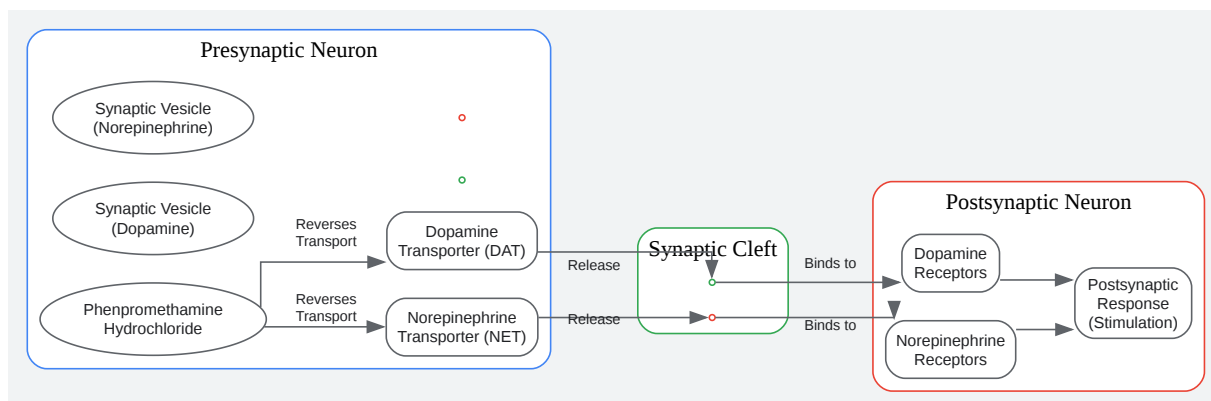 Presynaptic Neuron
Synaptic Vesicle
(Norepinephrine)
Synaptic Vesicle
(Dopamine)
Phenpromethamine
Hydrochloride
Reverses
Transport
Reverses
Transport
Dopamine
Transporter (DAT)
Norepinephrine
Transporter (NET)
Release
Release
Synaptic Cleft
Binds to
Binds to
Postsynaptic Neuron
Dopamine
Receptors
Norepinephrine
Receptors
Postsynaptic
Response
(Stimulation)